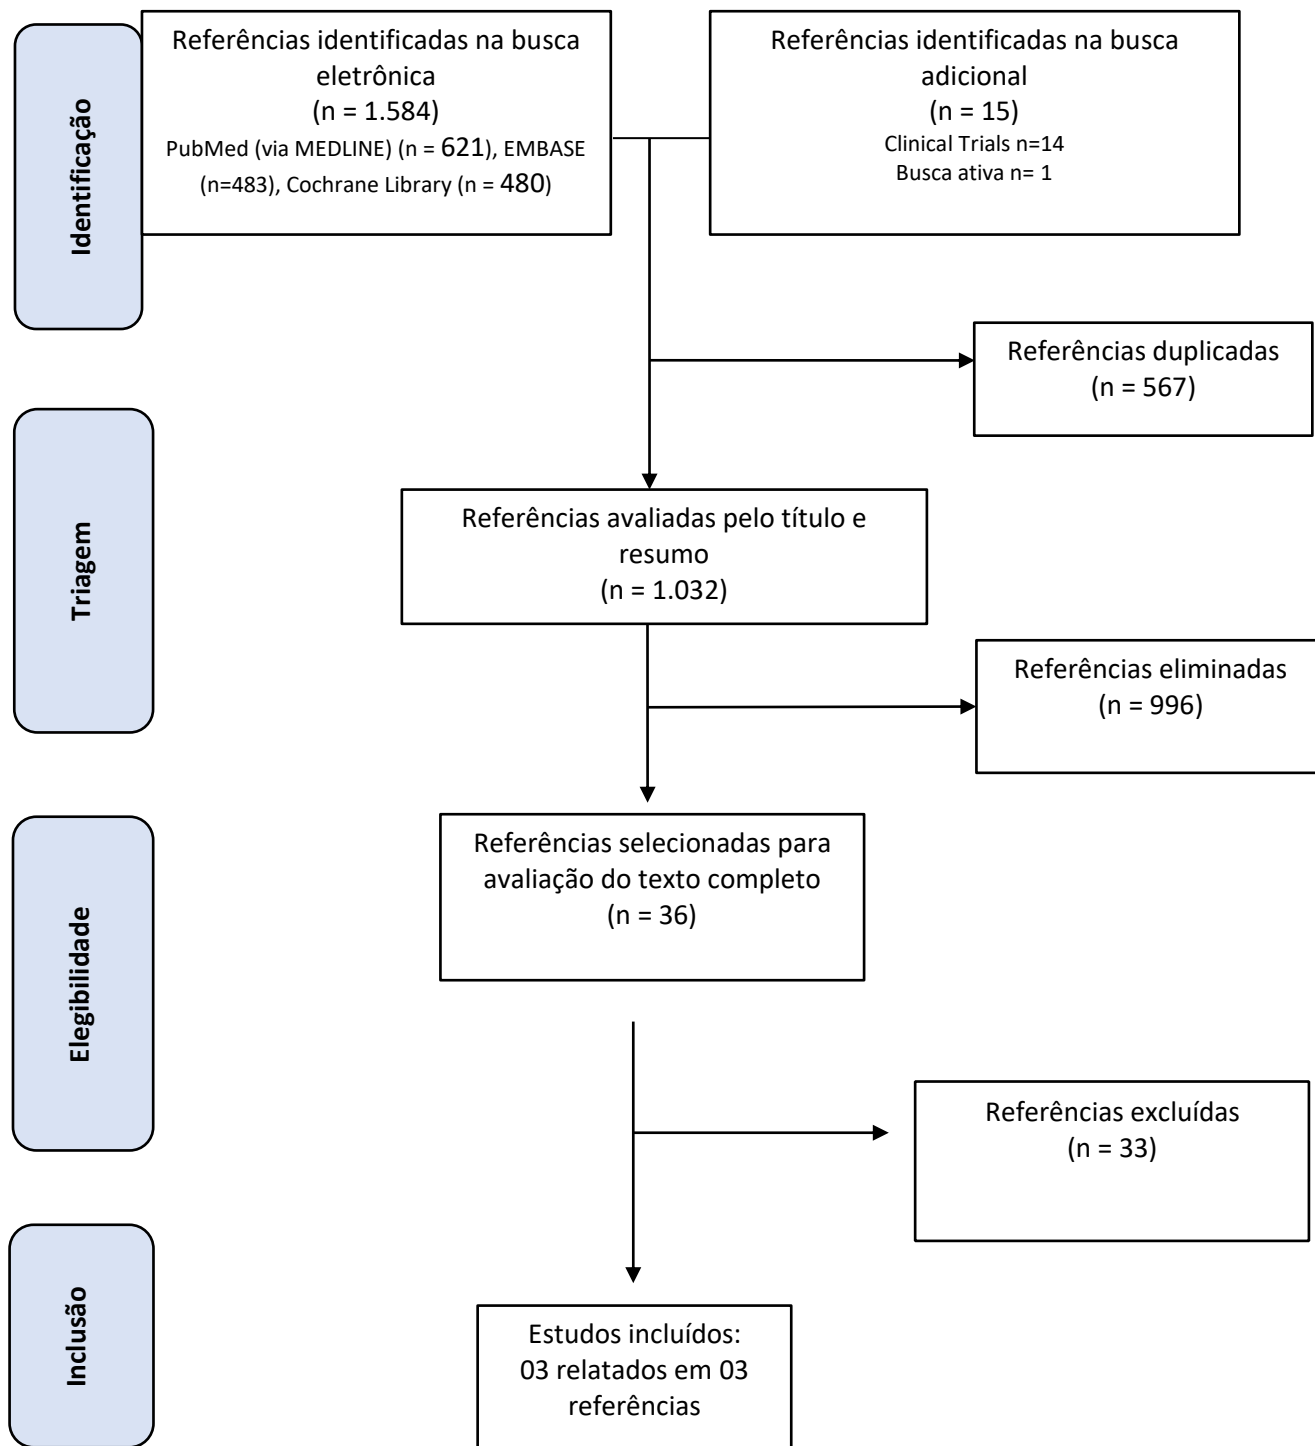 Identificação
Referências identificadas na busca
eletrônica
(n = 1.584)
PubMed (via MEDLINE) (n = 621), EMBASE
(n=483), Cochrane Library (n = 480)
Referências identificadas na busca
adicional
(n = 15)
Clinical Trials n=14
Busca ativa n= 1
Referências duplicadas
(n = 567)
Triagem
Referências avaliadas pelo título e
resumo
(n = 1.032)
Referências eliminadas
(n = 996)
Elegibilidade
Referências selecionadas para
avaliação do texto completo
(n = 36)
Referências excluídas
(n = 33)
Inclusão
Estudos incluídos:
03 relatados em 03
referências